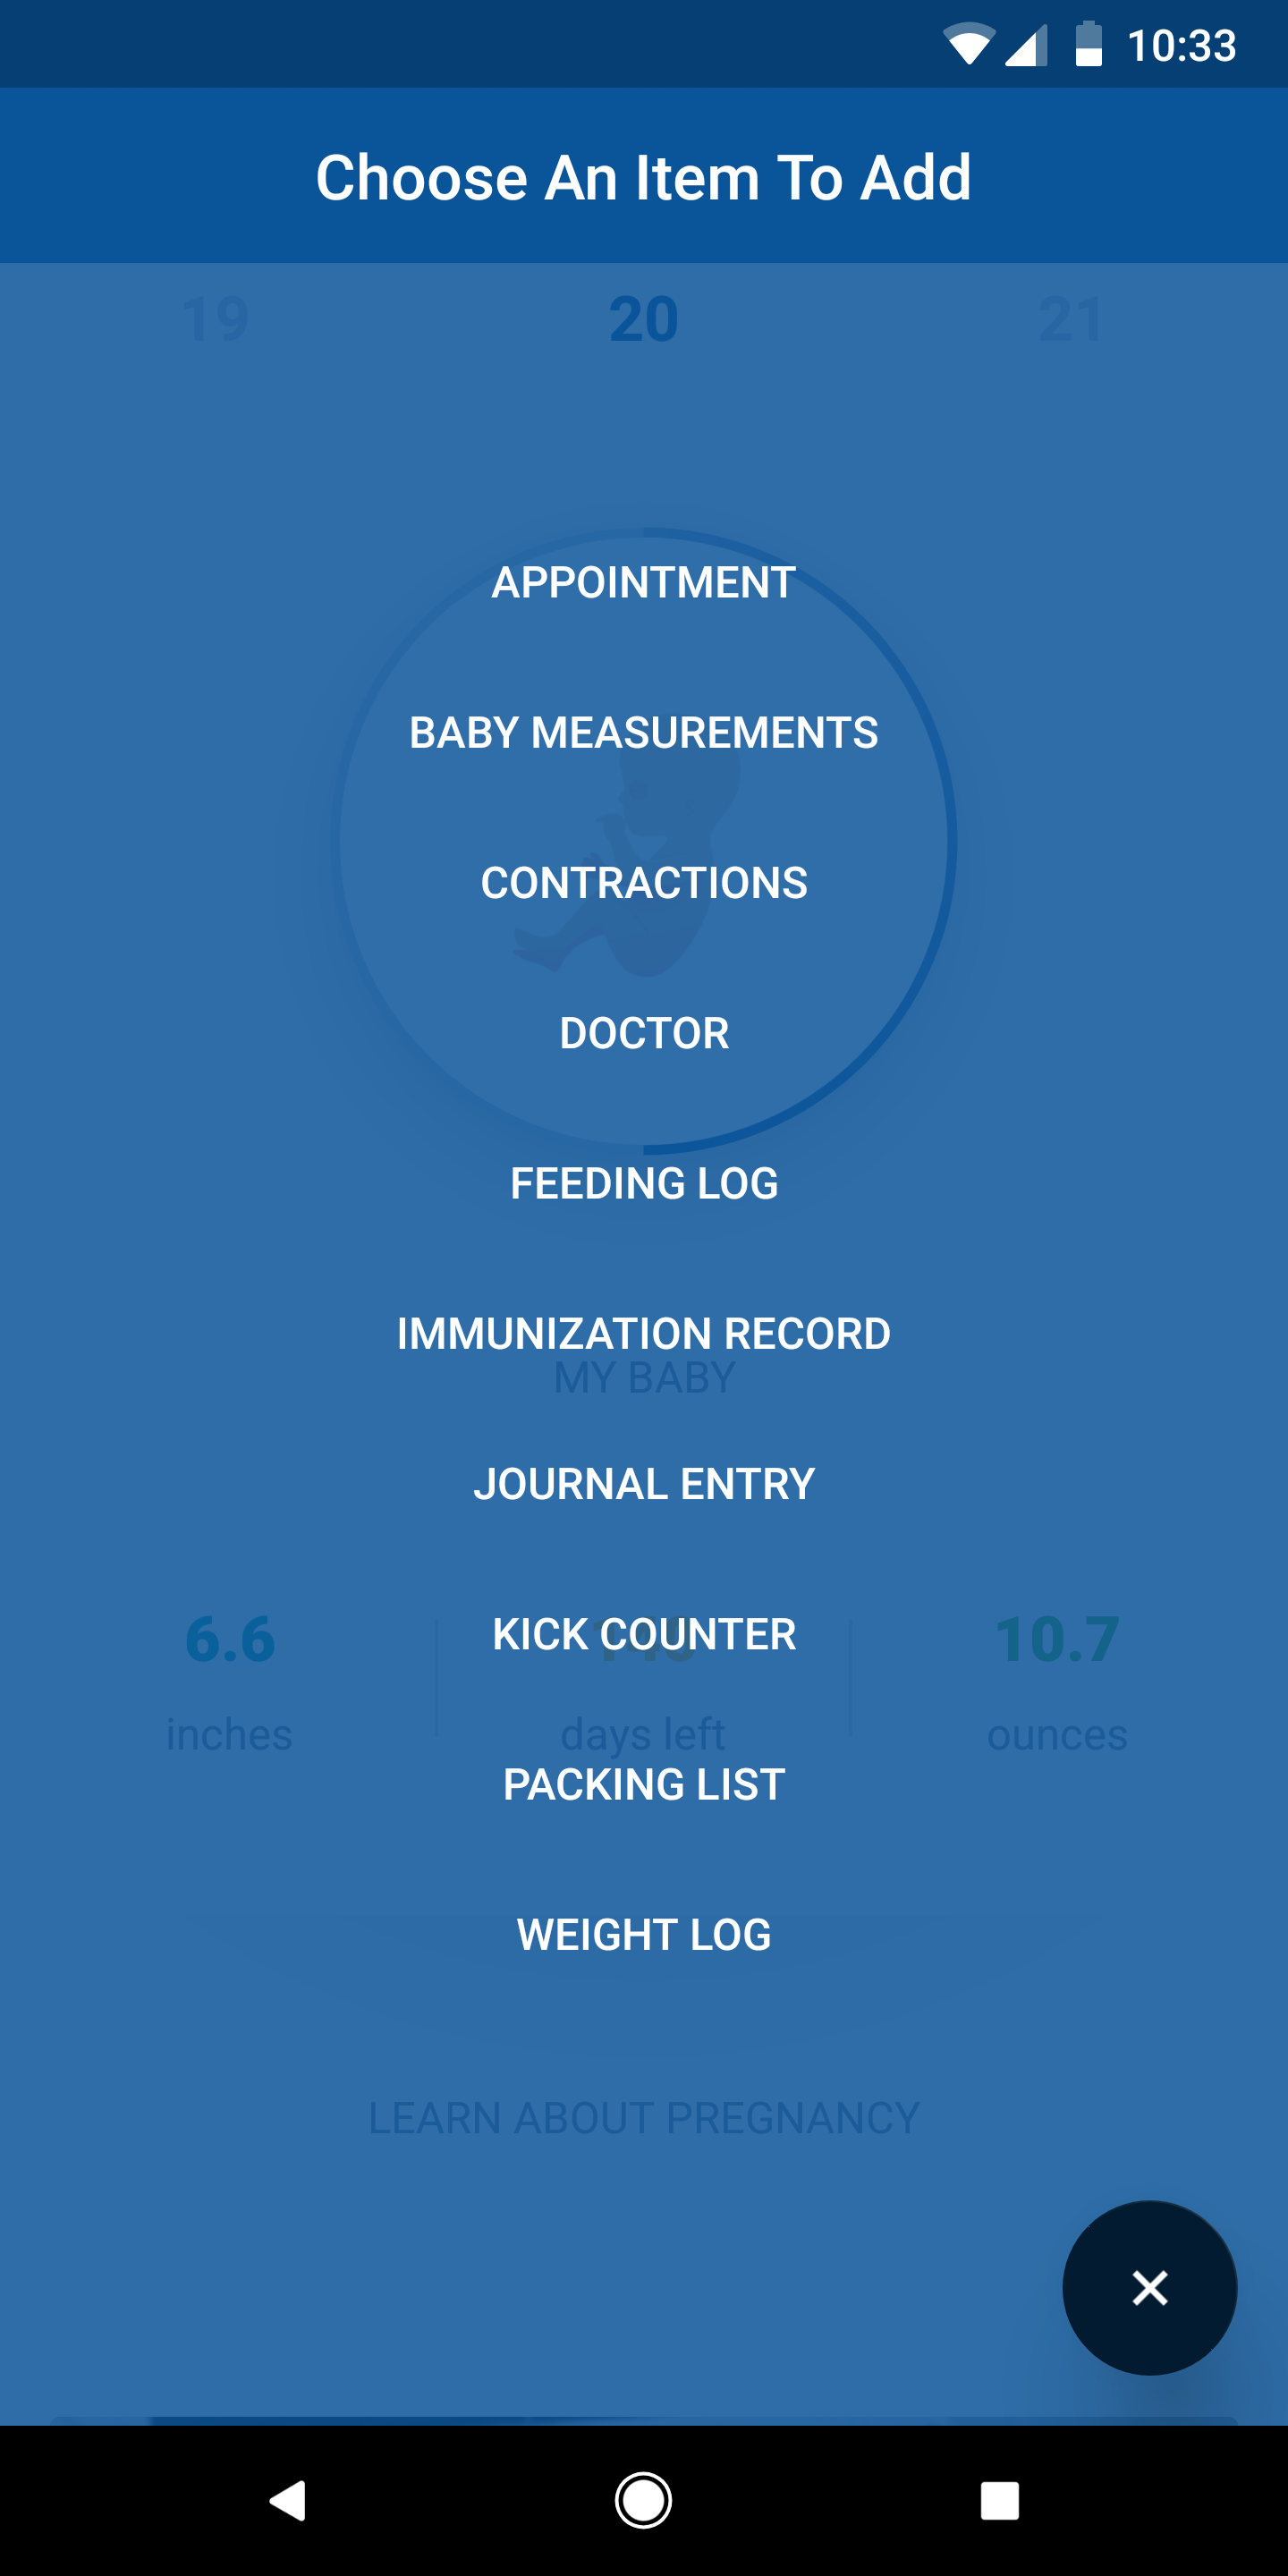 10:33
Choose An Item To Add
19 20 21
APPOINTMENT
BABY MEASUREMENTS
CONTRACTIONS
DOCTOR
FEEDING LOG
IMMUNIZATION RECORD
MY BABY
JOURNAL ENTRY
KICK COUNTER
6.6 10.7
inches days left ounces
PACKING LIST
WEIGHT LOG
LEARN ABOUT PREGNANCY